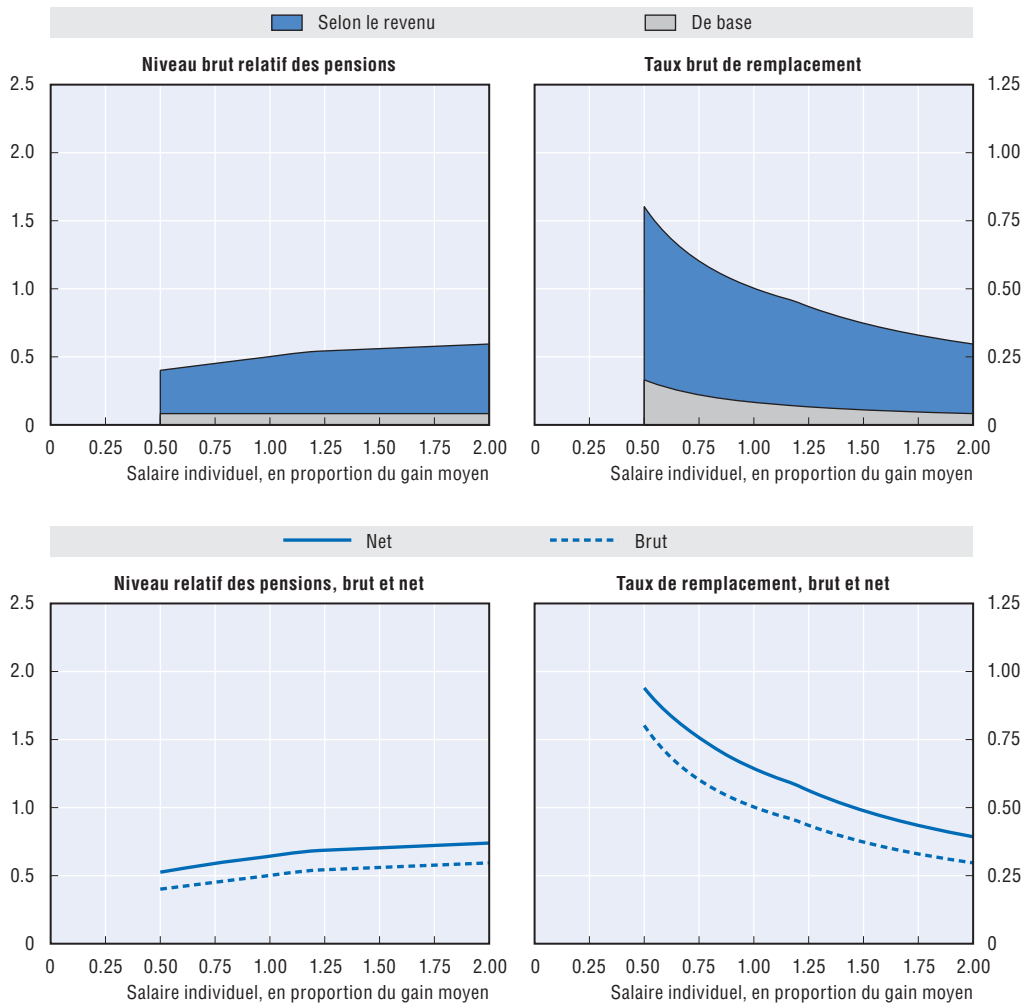 Selon le revenu De base
Niveau brut relatif des pensions
2.5
2.0
1.5
1.0
0.5
0
0 0.25 0.50 0.75 1.00 1.25 1.50 1.75 2.00
Salaire individuel, en proportion du gain moyen
Taux brut de remplacement
1.25
1.00
0.75
0.50
0.25
0
0 0.25 0.50 0.75 1.00 1.25 1.50 1.75 2.00
Salaire individuel, en proportion du gain moyen
Net Brut
Niveau relatif des pensions, brut et net
2.5
2.0
1.5
1.0
0.5
0
0 0.25 0.50 0.75 1.00 1.25 1.50 1.75 2.00
Salaire individuel, en proportion du gain moyen
Taux de remplacement, brut et net
1.25
1.00
0.75
0.50
0.25
0
0 0.25 0.50 0.75 1.00 1.25 1.50 1.75 2.00
Salaire individuel, en proportion du gain moyen